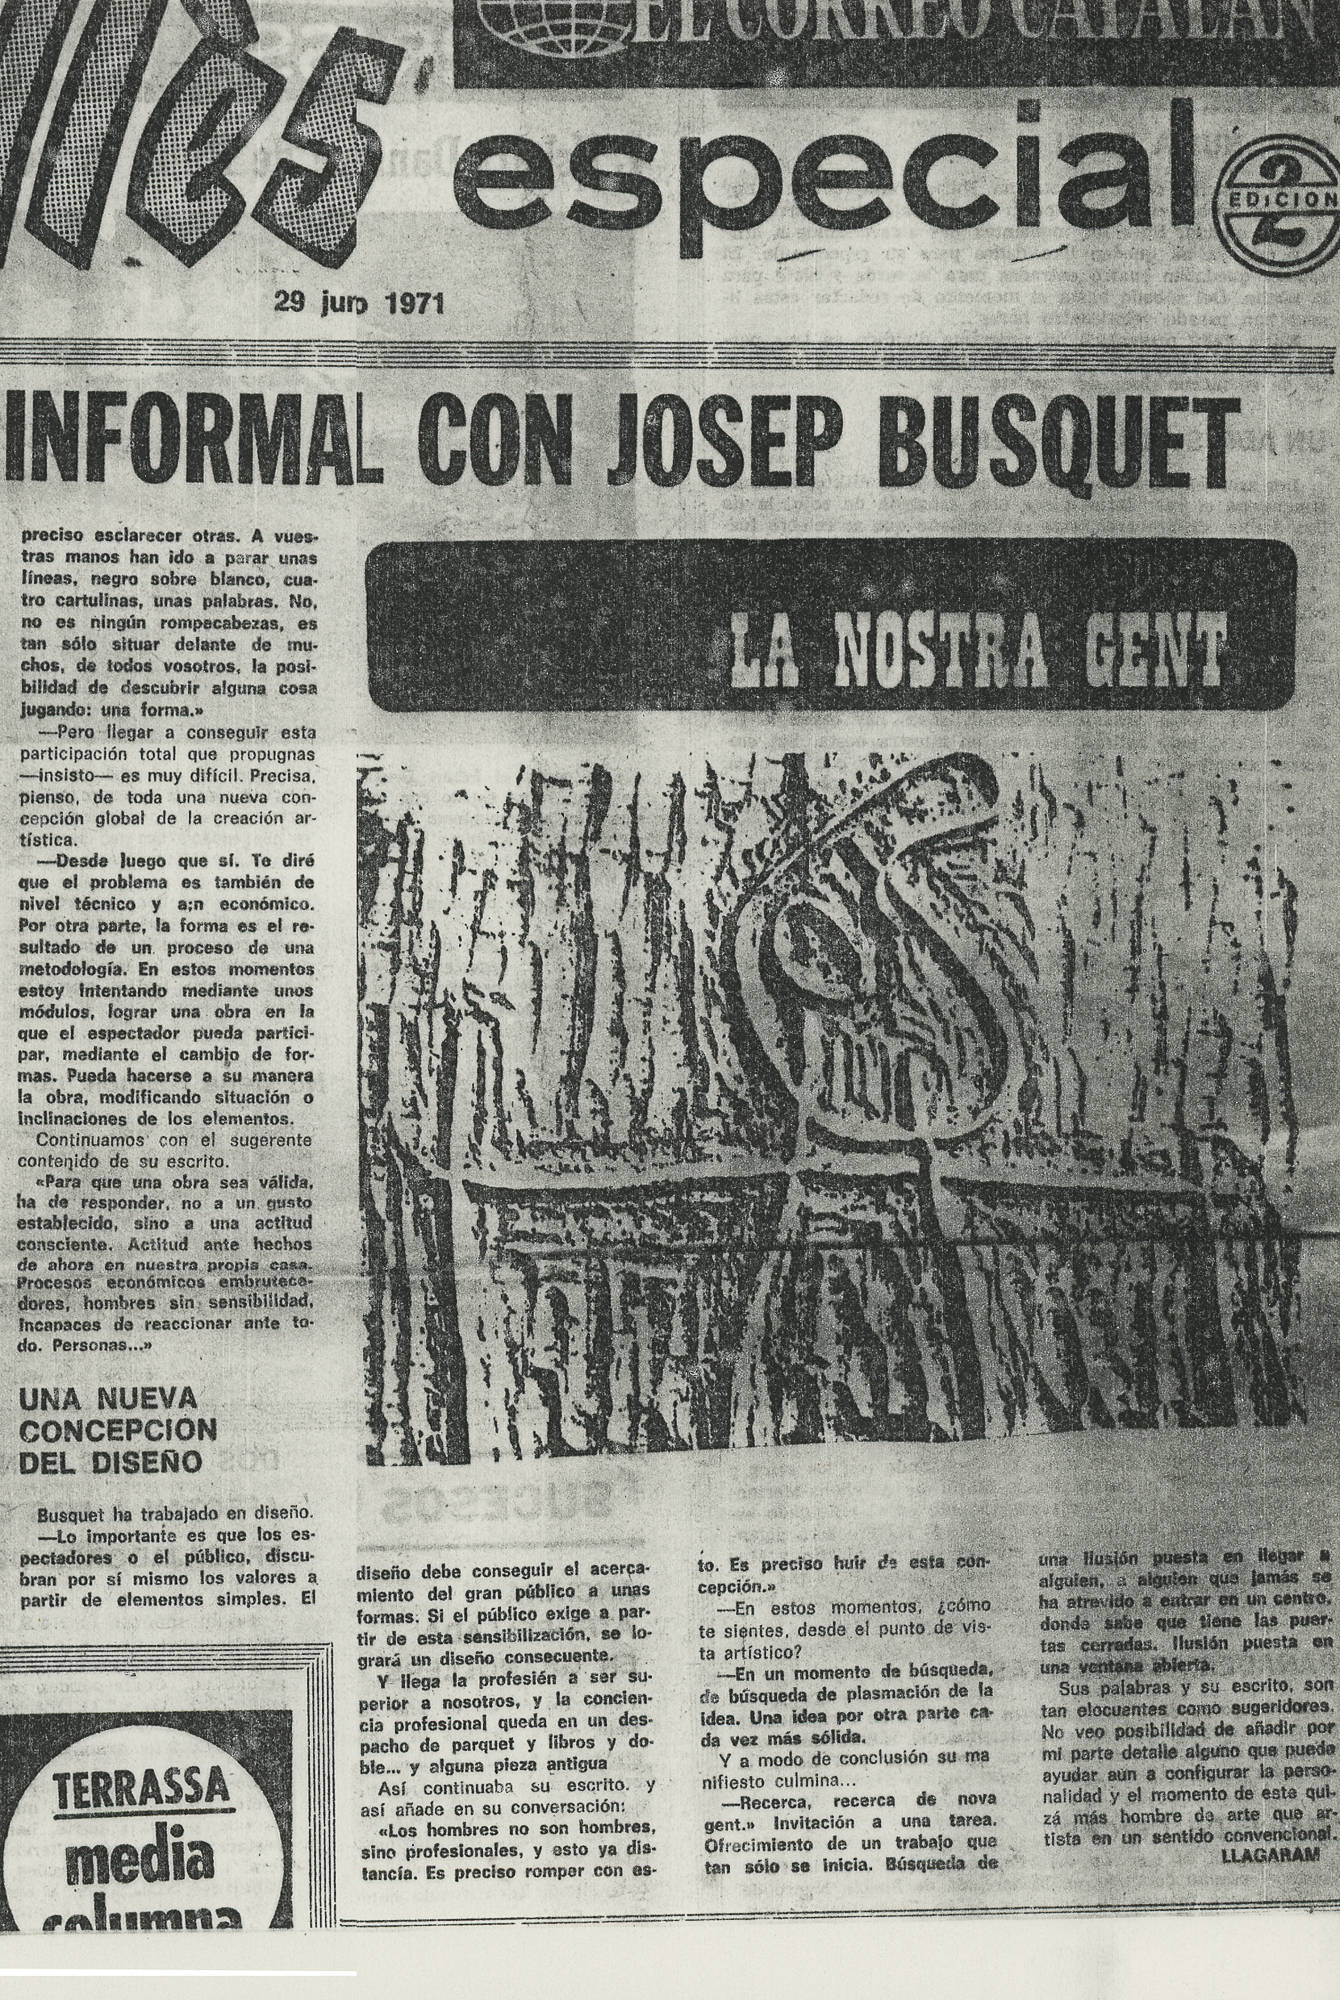 llès
EL CORREO CATALAN
especial
2
EDICION
29 juro 1971
INFORMAL CON JOSEP BUSQUET
preciso esclarecer otras. A vues-
tras manos han ido a parar unas
líneas, negro sobre blanco, cua-
tro cartulinas, unas palabras. No,
no es ningún rompecabezas, es
tan sólo situar delante de mu-
chos, de todos vosotros, la posi-
bilidad de descubrir alguna cosa
jugando: una forma.»
—Pero llegar a conseguir esta
participación total que propugnas
—insisto— es muy difícil. Precisa,
pienso, de toda una nueva con-
cepción global de la creación ar-
tística.
—Desde luego que sí. Te diré
que el problema es también de
nivel técnico y a;n económico.
Por otra parte, la forma es el re-
sultado de un proceso de una
metodología. En estos momentos
estoy intentando mediante unos
módulos, lograr una obra en la
que el espectador pueda partici-
par, mediante el cambio de for-
mas. Pueda hacerse a su manera
la obra, modificando situación o
inclinaciones de los elementos.
Continuamos con el sugerente
contenido de su escrito.
«Para que una obra sea válida,
ha de responder, no a un gusto
establecido, sino a una actitud
consciente. Actitud ante hechos
de ahora en nuestra propia casa.
Procesos económicos embrutece-
dores, hombres sin sensibilidad,
incapaces de reaccionar ante to-
do. Personas...»
UNA NUEVA
CONCEPCION
DEL DISEÑO
Busquet ha trabajado en diseño.
—Lo importante es que los es-
pectadores o el público, discu-
bran por sí mismo los valores a
partir de elementos simples. El
TERRASSA
media
columna
LA NOSTRA GENT
diseño debe conseguir el acerca-
miento del gran público a unas
formas. Si el público exige a par-
tir de esta sensibilización, se lo-
grará un diseño consecuente.
Y llega la profesién a ser su-
perior a nosotros, y la concien-
cia profesional queda en un des-
pacho de parquet y libros y do-
ble... y alguna pieza antigua
Así continuaba su escrito. y
así añade en su conversación:
«Los hombres no son hombres,
sino profesionales, y esto ya dis-
tancía. Es preciso romper con es-
to. Es preciso huir de esta con-
cepción.»
—En estos momentos, ¿cómo
te sientes, desde el punto de vis-
ta artístico?
—En un momento de búsqueda,
de búsqueda de plasmación de la
idea. Una idea por otra parte ca-
da vez más sólida.
Y a modo de conclusión su ma
nifiesto culmina...
—Recerca, recerca de nova
gent.» Invitación a una tarea.
Ofrecimiento de un trabajo que
tan sólo se inicia. Búsqueda de
una ilusión puesta en llegar a
alguien, a alguien que jamás se
ha atrevido a entrar en un centro,
donde sabe que tiene las puer-
tas cerradas. Ilusión puesta en
una ventana abierta.
Sus palabras y su escrito, son
tan elocuentes como sugeridores.
No veo posibilidad de añadir por
mi parte detalle alguno que pueda
ayudar aún a configurar la perso-
nalidad y el momento de este qui-
zá más hombre de arte que ar-
tista en un sentido convencional.
LLAGARAM